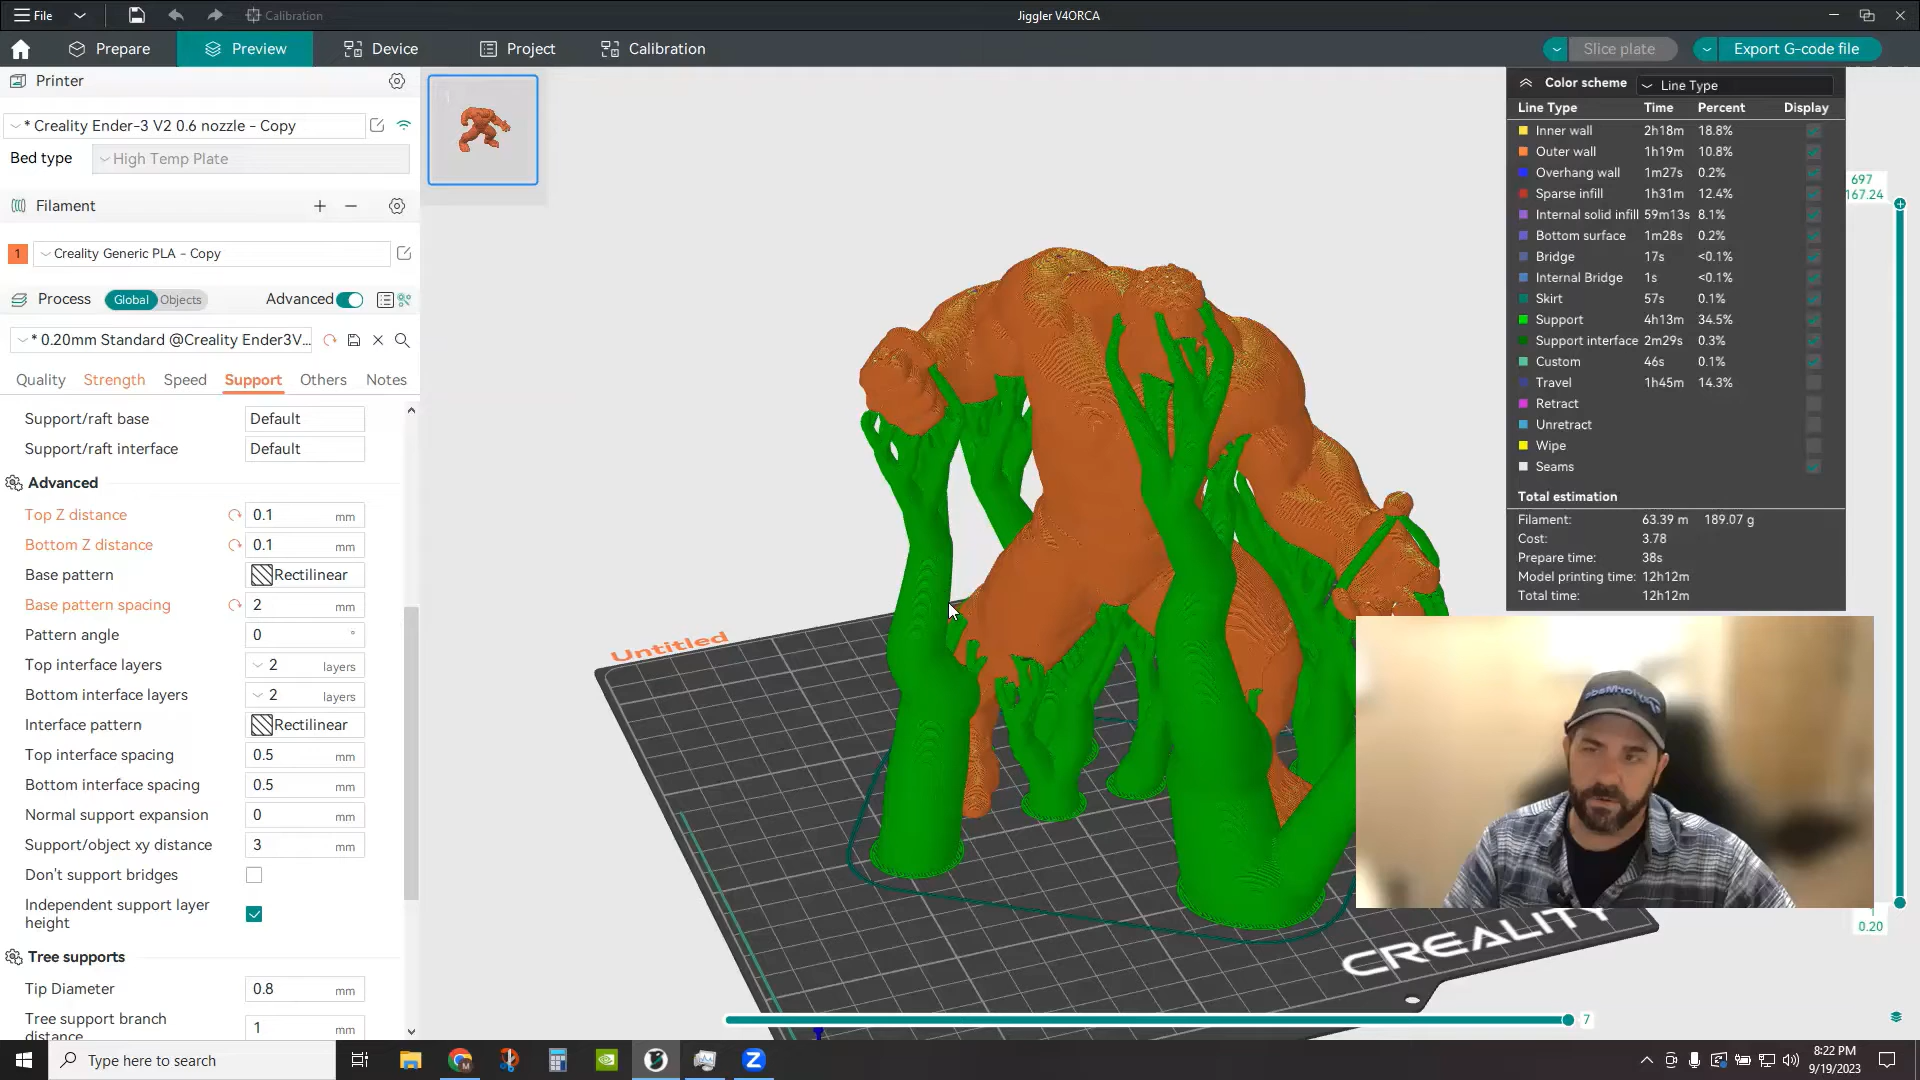 File
Calibration
Jiggler V4ORCA
Prepare
Preview
Device
Project
Calibration
Slice plate
Export G-code file
Printer
* Creality Ender-3 V2 0.6 nozzle - Copy
Bed type
High Temp Plate
Filament
1
Creality Generic PLA - Copy
Process
Global
Objects
Advanced
* 0.20mm Standard @Creality Ender3V...
Quality
Strength
Speed
Support
Others
Notes
Support/raft base Default
Support/raft interface Default
Advanced
Top Z distance 0.1 mm
Bottom Z distance 0.1 mm
Base pattern Rectilinear
Base pattern spacing 2 mm
Pattern angle 0 °
Top interface layers 2 layers
Bottom interface layers 2 layers
Interface pattern Rectilinear
Top interface spacing 0.5 mm
Bottom interface spacing 0.5 mm
Normal support expansion 0 mm
Support/object xy distance 3 mm
Don't support bridges
Independent support layer
height
Tree supports
Tip Diameter 0.8 mm
Tree support branch
distance 1 mm
Color scheme Line Type
Line Type Time Percent Display
Inner wall 2h18m 18.8%
Outer wall 1h19m 10.8%
Overhang wall 1m27s 0.2%
Sparse infill 1h31m 12.4%
Internal solid infill 59m13s 8.1%
Bottom surface 1m28s 0.2%
Bridge 17s <0.1%
Internal Bridge 1s <0.1%
Skirt 57s 0.1%
Support 4h13m 34.5%
Support interface 2m29s 0.3%
Custom 46s 0.1%
Travel 1h45m 14.3%
Retract
Unretract
Wipe
Seams
Total estimation
Filament: 63.39 m 189.07 g
Cost: 3.78
Prepare time: 38s
Model printing time: 12h12m
Total time: 12h12m
697
167.24
Untitled
CREALITY
1
0.20
7
Type here to search
8:22 PM
9/19/2023